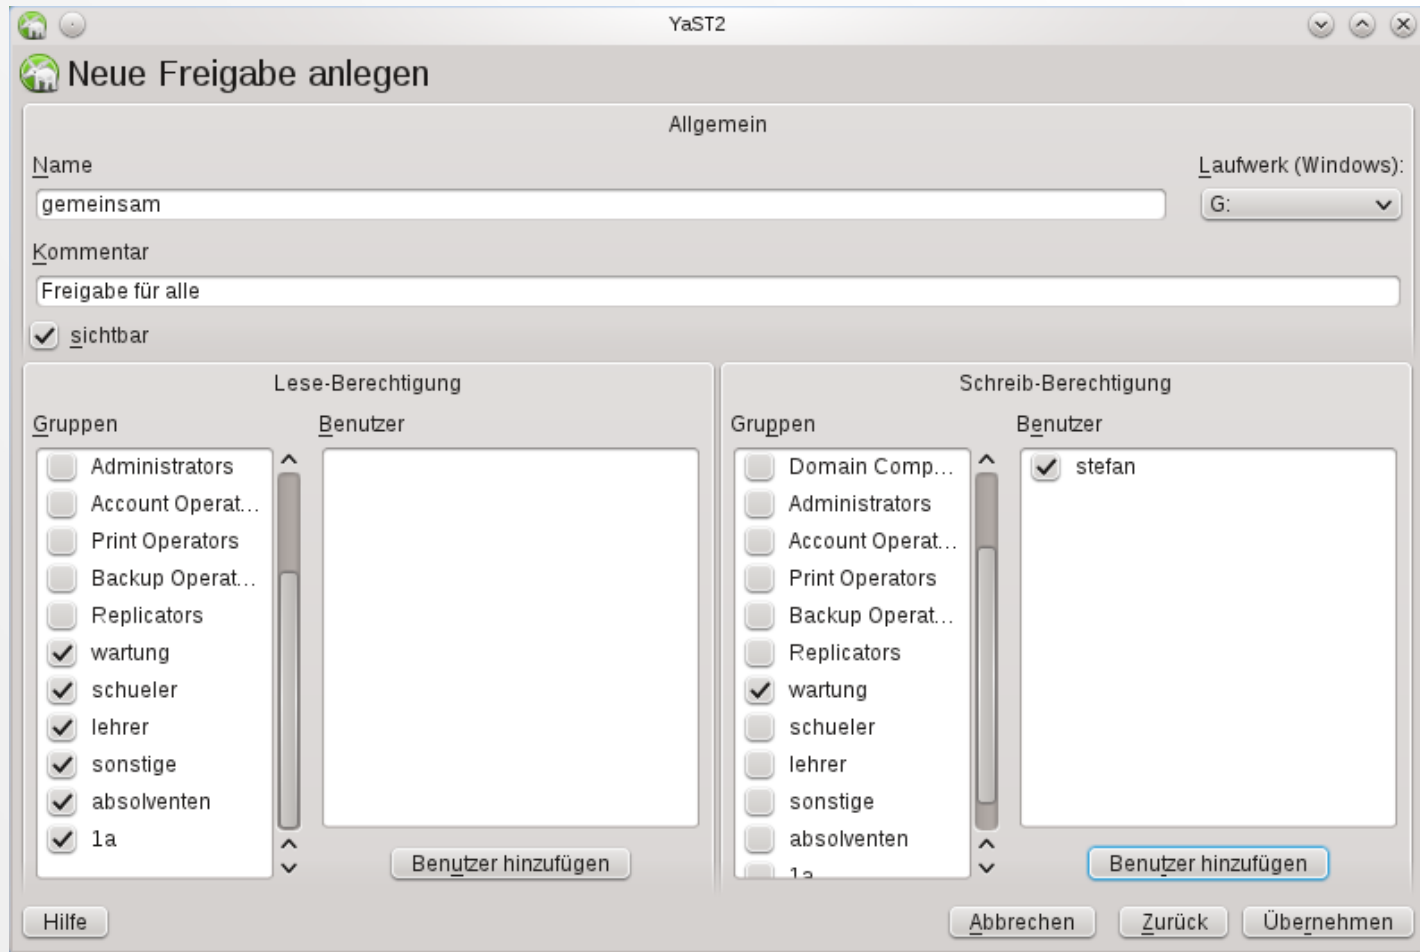 YaST2
Neue Freigabe anlegen
Allgemein
Name
Laufwerk (Windows):
gemeinsam
G:
Kommentar
Freigabe für alle
sichtbar
Lese-Berechtigung
Gruppen
Benutzer
Administrators
Account Operat...
Print Operators
Backup Operat...
Replicators
wartung
schueler
lehrer
sonstige
absolventen
1a
Benutzer hinzufügen
Schreib-Berechtigung
Gruppen
Benutzer
Domain Comp...
Administrators
Account Operat...
Print Operators
Backup Operat...
Replicators
wartung
schueler
lehrer
sonstige
absolventen
1a
stefan
Benutzer hinzufügen
Hilfe
Abbrechen
Zurück
Übernehmen